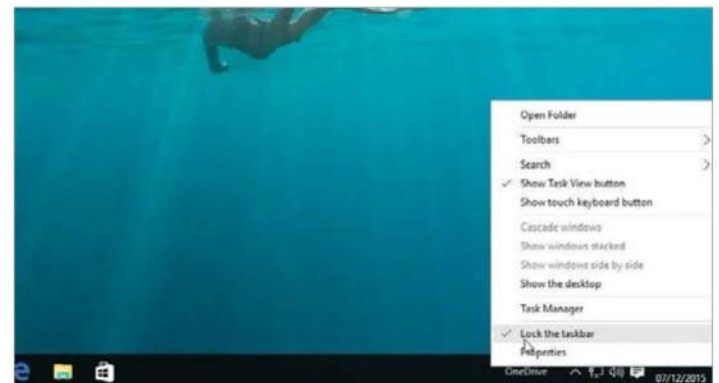 Open Folder
Toolbars
Search
Show Task View button
Show touch keyboard button
Cascade windows
Show windows stacked
Show windows side by side
Show the desktop
Task Manager
Lock the taskbar
Properties
OneDrive
07/12/2015